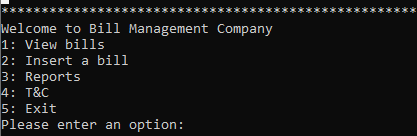 ****************************************************
Welcome to Bill Management Company
1: View bills
2: Insert a bill
3: Reports
4: T&C
5: Exit
Please enter an option: